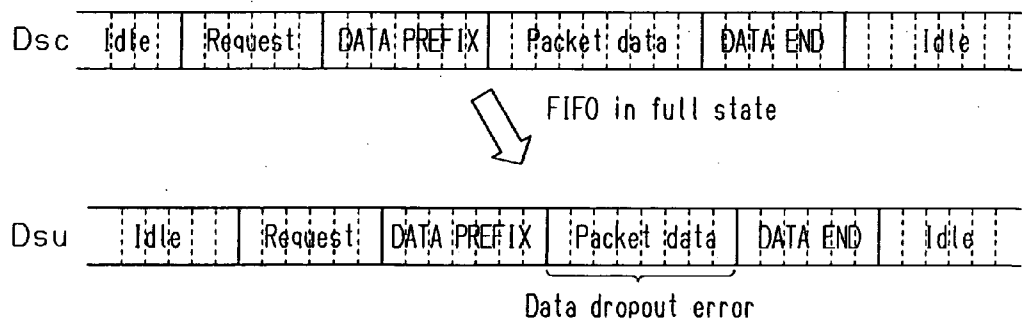 Dsc Idle Request DATA PREFIX Packet data DATA END Idle
FIFO in full state
Dsu Idle Request DATA PREFIX Packet data DATA END Idle
Data dropout error